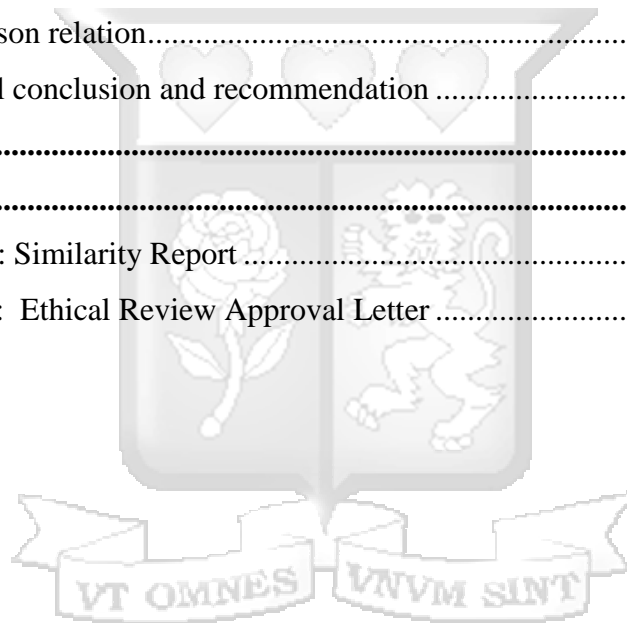 son relation.......................................................
l conclusion and recommendation ......................
.............................................................................
.............................................................................
: Similarity Report ............................................
: Ethical Review Approval Letter ......................
VT OMNES VNVM SINT